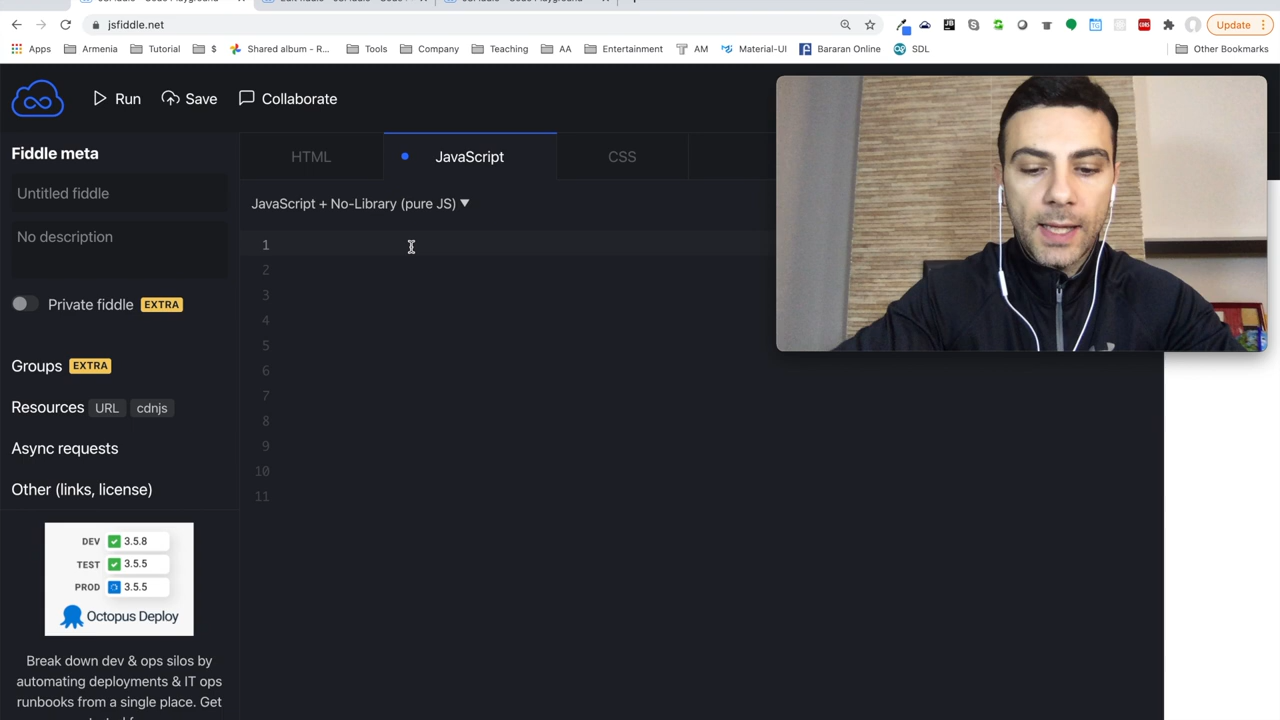 jsfiddle.net
Update
Apps Armenia Tutorial $ Shared album - R... Tools Company Teaching AA Entertainment AM Material-UI Bararan Online SDL Other Bookmarks
Run Save Collaborate
Fiddle meta
Untitled fiddle
No description
Private fiddle EXTRA
Groups EXTRA
Resources URL cdnjs
Async requests
Other (links, license)
DEV 3.5.8
TEST 3.5.5
PROD 3.5.5
Octopus Deploy
Break down dev & ops silos by
automating deployments & IT ops
runbooks from a single place. Get
HTML JavaScript CSS
JavaScript + No-Library (pure JS)
1
2
3
4
5
6
7
8
9
10
11